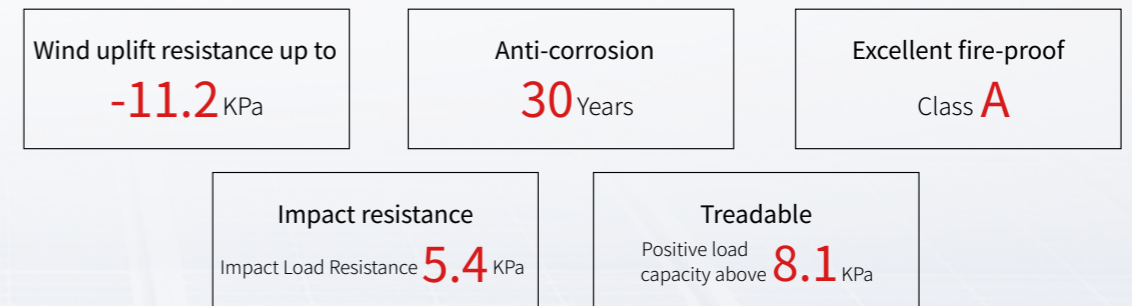 Wind uplift resistance up to
-11.2 KPa
Anti-corrosion
30 Years
Excellent fire-proof
Class A
Impact resistance
Impact Load Resistance 5.4 KPa
Treadable
Positive load
capacity above 8.1 KPa